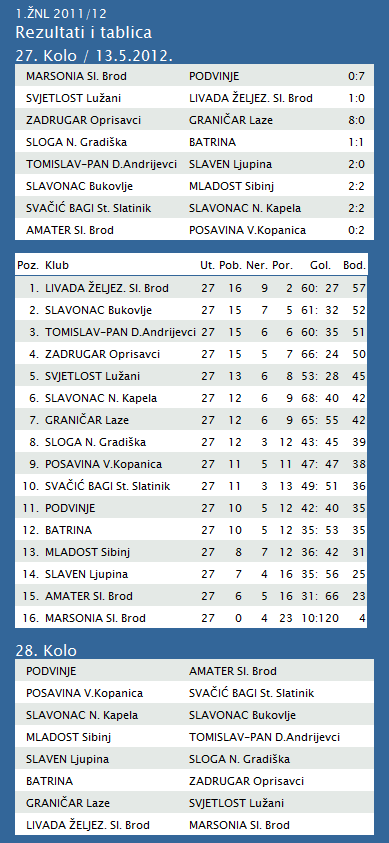 1.ŽNL 2011/12
Rezultati i tablica
27. Kolo / 13.5.2012.
MARSONIA Sl. Brod PODVINJE 0:7
SVJETLOST Lužani LIVADA ŽELJEZ. Sl. Brod 1:0
ZADRUGAR Oprisavci GRANIČAR Laze 8:0
SLOGA N. Gradiška BATRINA 1:1
TOMISLAV-PAN D.Andrijevci SLAVEN Ljupina 2:0
SLAVONAC Bukovlje MLADOST Sibinj 2:2
SVAČIĆ BAGI St. Slatinik SLAVONAC N. Kapela 2:2
AMATER Sl. Brod POSAVINA V.Kopanica 0:2
Poz. Klub Ut. Pob. Ner. Por. Gol. Bod.
1. LIVADA ŽELJEZ. Sl. Brod 27 16 9 2 60: 27 57
2. SLAVONAC Bukovlje 27 15 7 5 61: 32 52
3. TOMISLAV-PAN D.Andrijevci 27 15 6 6 60: 35 51
4. ZADRUGAR Oprisavci 27 15 5 7 66: 24 50
5. SVJETLOST Lužani 27 13 6 8 53: 28 45
6. SLAVONAC N. Kapela 27 12 6 9 68: 40 42
7. GRANIČAR Laze 27 12 6 9 65: 55 42
8. SLOGA N. Gradiška 27 12 3 12 43: 45 39
9. POSAVINA V.Kopanica 27 11 5 11 47: 47 38
10. SVAČIĆ BAGI St. Slatinik 27 11 3 13 49: 51 36
11. PODVINJE 27 10 5 12 42: 40 35
12. BATRINA 27 10 5 12 35: 53 35
13. MLADOST Sibinj 27 8 7 12 36: 42 31
14. SLAVEN Ljupina 27 7 4 16 35: 56 25
15. AMATER Sl. Brod 27 6 5 16 31: 66 23
16. MARSONIA Sl. Brod 27 0 4 23 10:120 4
28. Kolo
PODVINJE AMATER Sl. Brod
POSAVINA V.Kopanica SVAČIĆ BAGI St. Slatinik
SLAVONAC N. Kapela SLAVONAC Bukovlje
MLADOST Sibinj TOMISLAV-PAN D.Andrijevci
SLAVEN Ljupina SLOGA N. Gradiška
BATRINA ZADRUGAR Oprisavci
GRANIČAR Laze SVJETLOST Lužani
LIVADA ŽELJEZ. Sl. Brod MARSONIA Sl. Brod